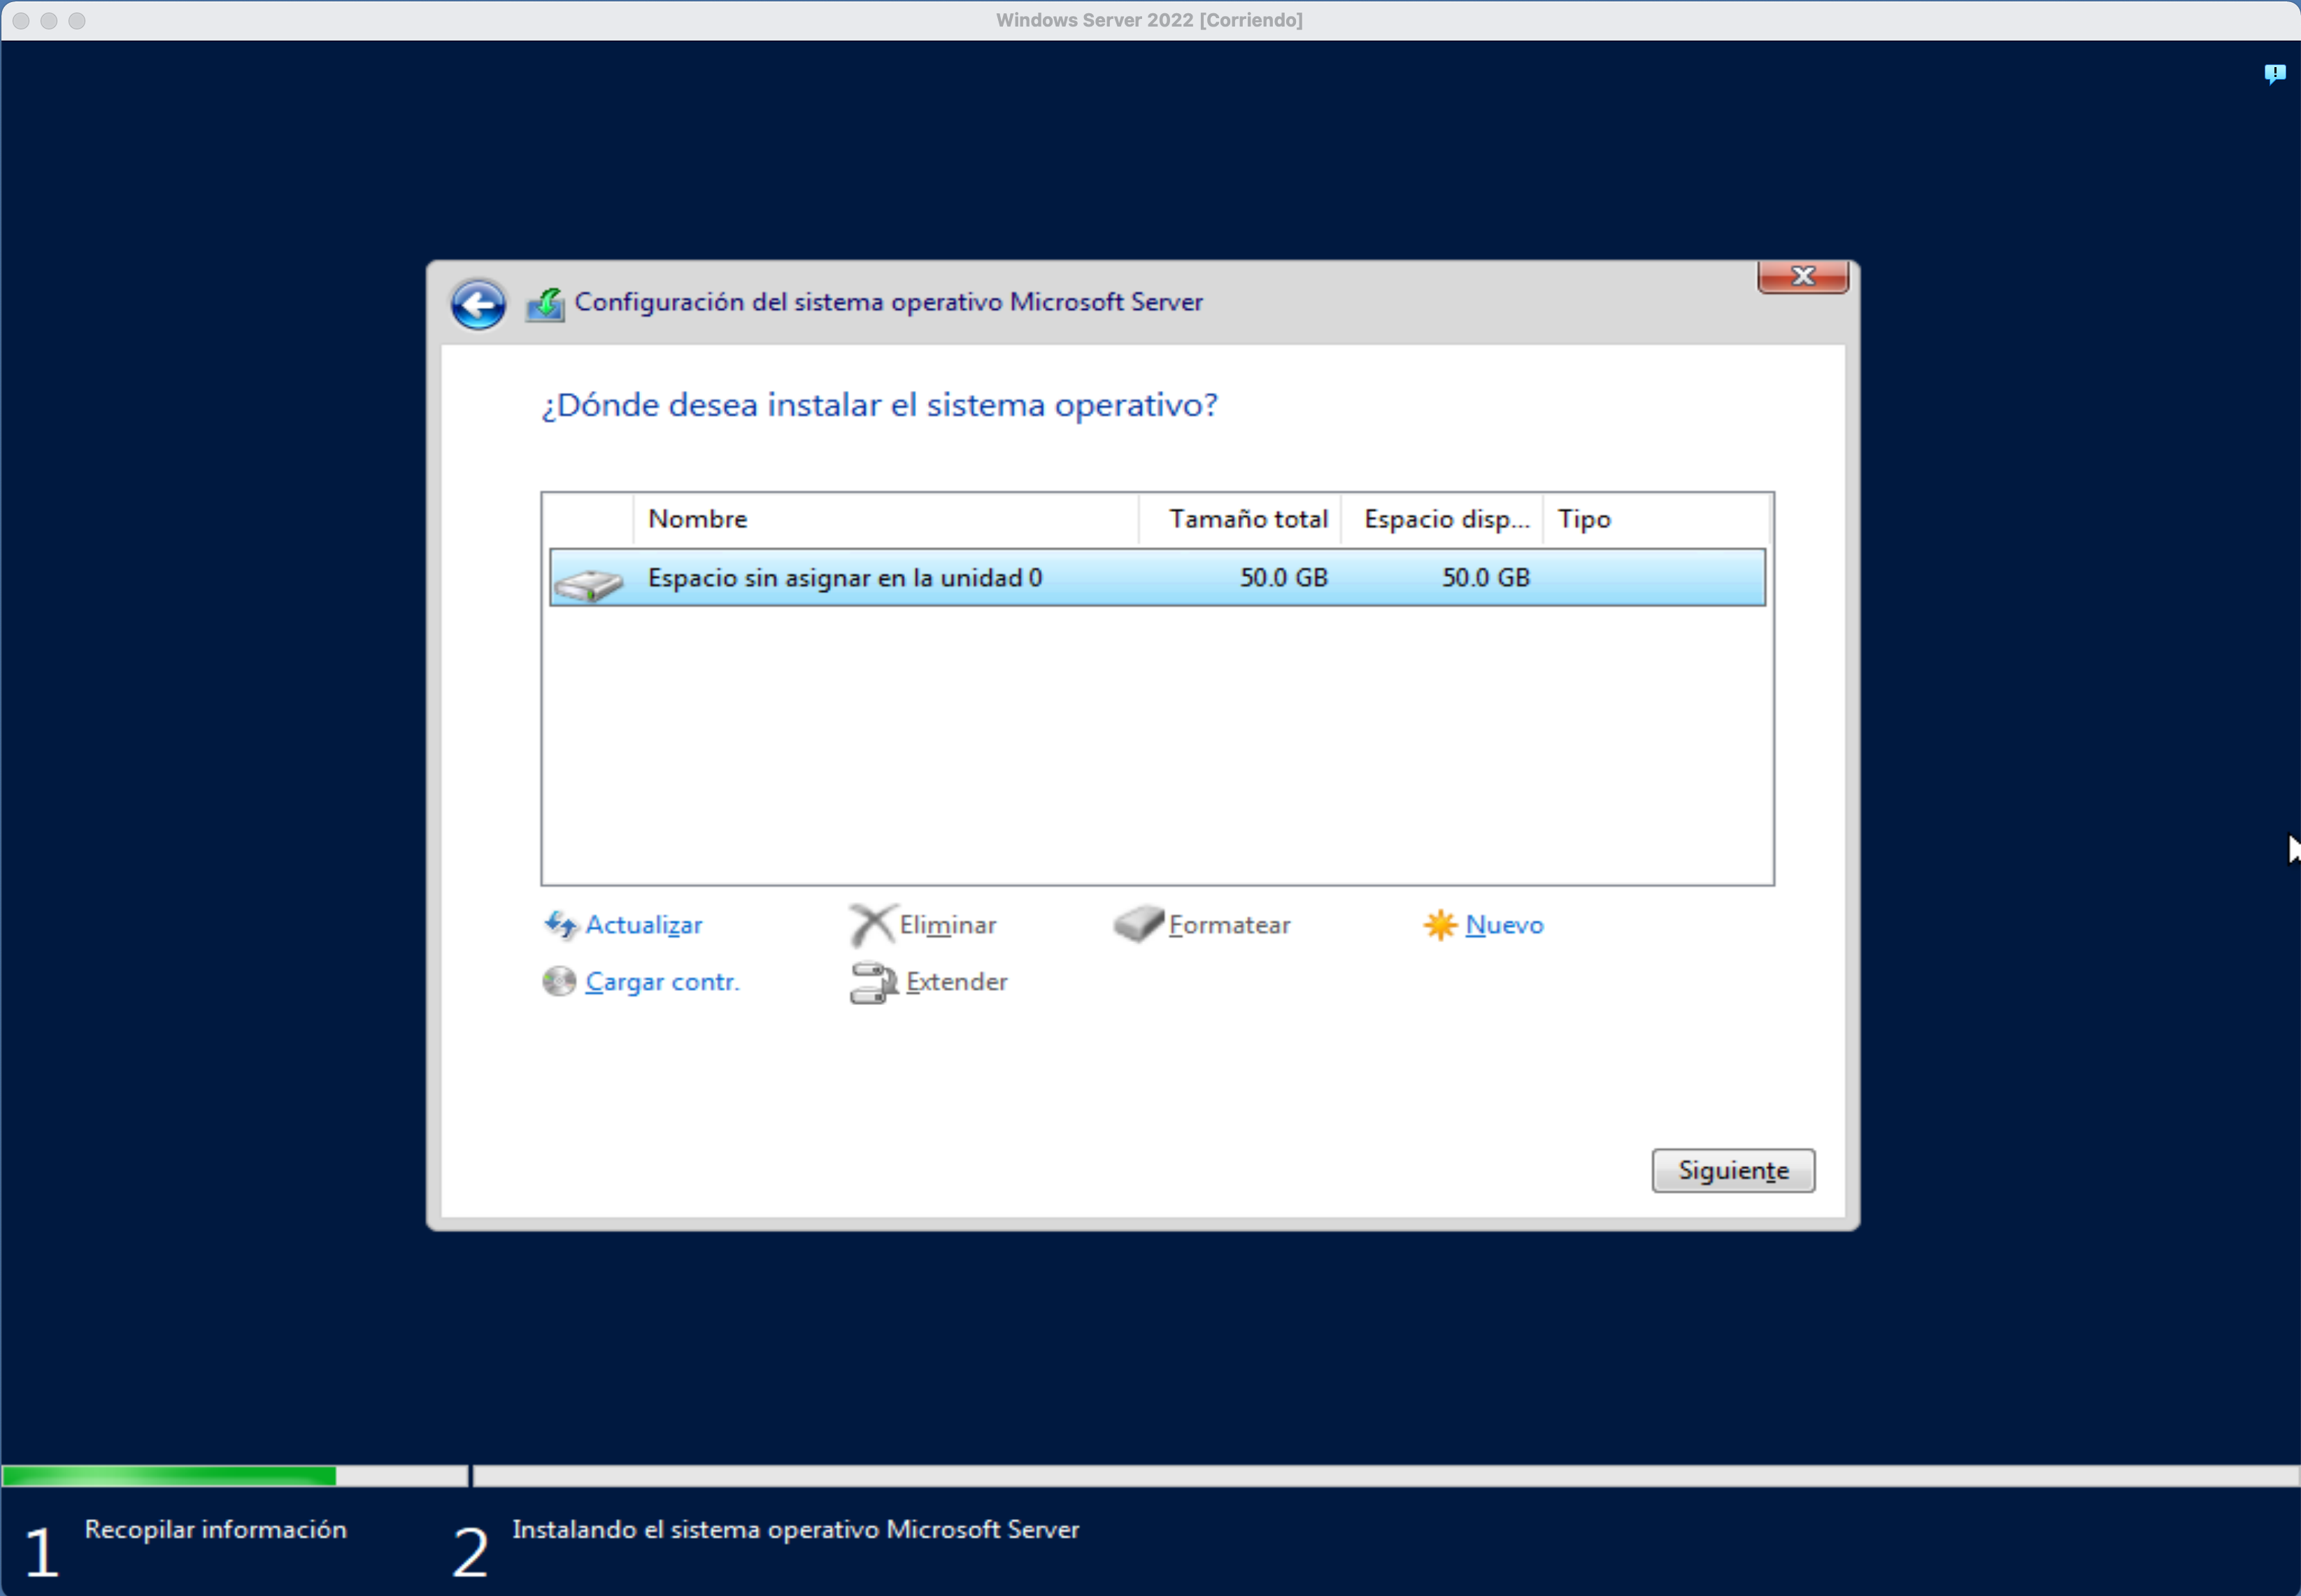 Windows Server 2022 [Corriendo]
Configuración del sistema operativo Microsoft Server
¿Dónde desea instalar el sistema operativo?
Nombre Tamaño total Espacio disp... Tipo
Espacio sin asignar en la unidad 0 50.0 GB 50.0 GB
Actualizar Eliminar Formatear Nuevo
Cargar contr. Extender
Siguiente
1 Recopilar información 2 Instalando el sistema operativo Microsoft Server